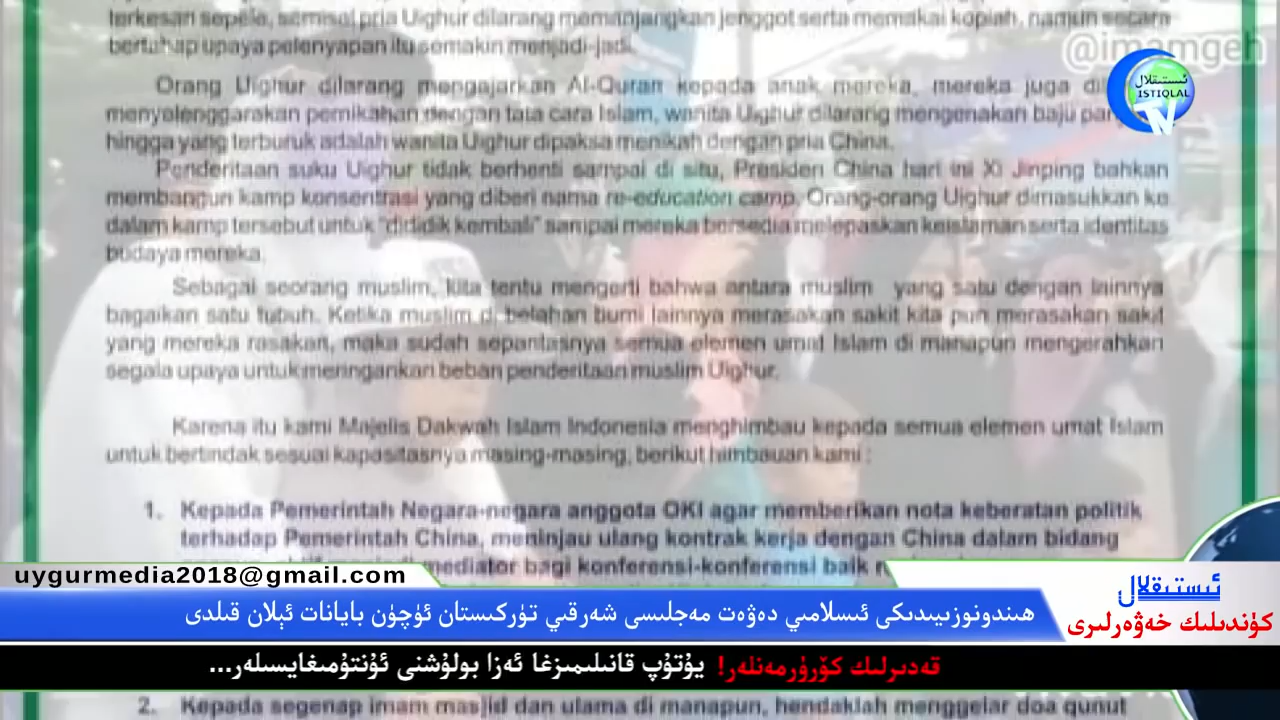 terkesan sepele, semisal pria Uighur dilarang memanjangkan jenggot serta memakai kopiah, namun secara
bertahap upaya pelenyapan itu semakin menjadi-jadi.
@imamgeh
Orang Uighur dilarang mengajarkan Al-Quran kepada anak mereka, mereka juga
menyelenggarakan pernikahan dengan tata cara Islam, wanita Uighur dilarang mengenakan baju
hingga yang terburuk adalah wanita Uighur dipaksa menikah dengan pria China.
ئىستىقلال
ISTIQLAL
TV
Penderitaan suku Uighur tidak berhenti sampai di situ, Presiden China hari ini Xi Jinping bahkan
membangun kamp konsentrasi yang diberi nama re-education camp. Orang-orang Uighur dimasukkan ke
dalam kamp tersebut untuk "dididik kembali" sampai mereka bersedia melepaskan keislaman serta identitas
budaya mereka.
Sebagai seorang muslim, kita tentu mengerti bahwa antara muslim yang satu dengan lainnya
bagaikan satu tubuh. Ketika muslim di belahan bumi lainnya merasakan sakit kita pun merasakan sakit
yang mereka rasakan, maka sudah sepantasnya semua elemen umat Islam di manapun mengerahkan
segala upaya untuk meringankan beban penderitaan muslim Uighur.
Karena itu kami Majelis Dakwah Islam Indonesia menghimbau kepada semua elemen umat Islam
untuk bertindak sesuai kapasitasnya masing-masing, berikut himbauan kami :
1. Kepada Pemerintah Negara-negara anggota OKI agar memberikan nota keberatan politik
terhadap Pemerintah China, meninjau ulang kontrak kerja dengan China dalam bidang
mediator bagi konferensi-konferensi baik
uygurmedia2018@gmail.com
ئىستىقلال
كۈندىلىك خەۋەرلىرى
ھىندونوزىيىدىكى ئىسلامىي دەۋەت مەجلىسى شەرقىي تۈركىستان ئۈچۈن بايانات ئېلان قىلدى
قەدىرلىك كۆرۈرمەنلەر! يۇتۇپ قانىلىمىزغا ئەزا بولۇشنى ئۇنتۇمىغايسىلەر...
2. Kepada segenap imam masjid dan ulama di manapun, hendaklah menggelar doa qunut